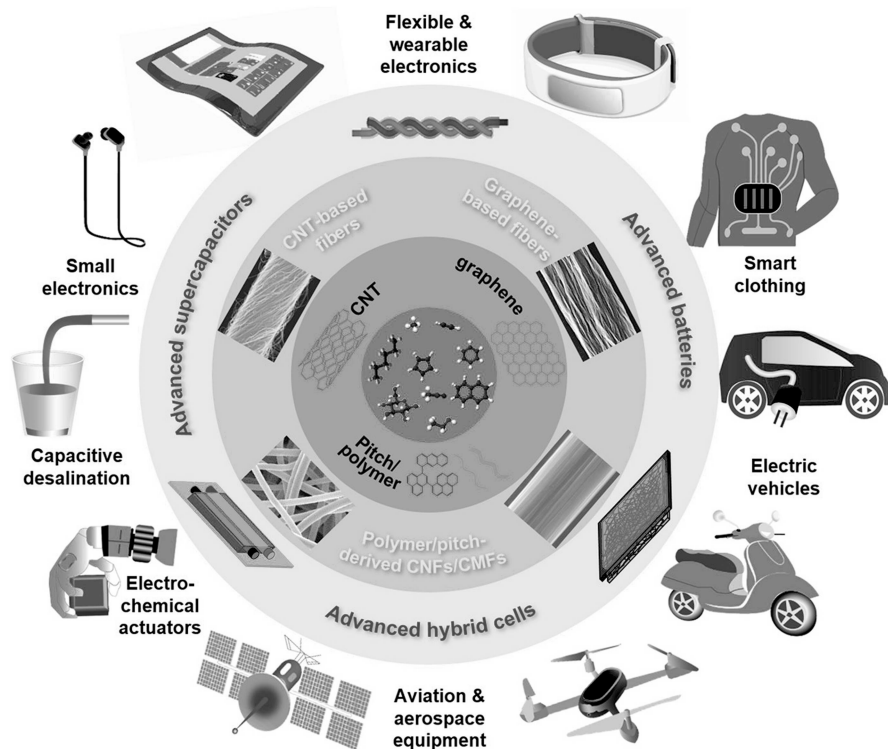 Flexible &
wearable
electronics
Small
electronics
Smart
clothing
Advanced supercapacitors
Advanced batteries
CNT-based
fibers
Graphene-
based fibers
CNT
graphene
Pitch/
polymer
Polymer/pitch-
derived CNFs/CMFs
Advanced hybrid cells
Capacitive
desalination
Electric
vehicles
Electro-
chemical
actuators
Aviation &
aerospace
equipment